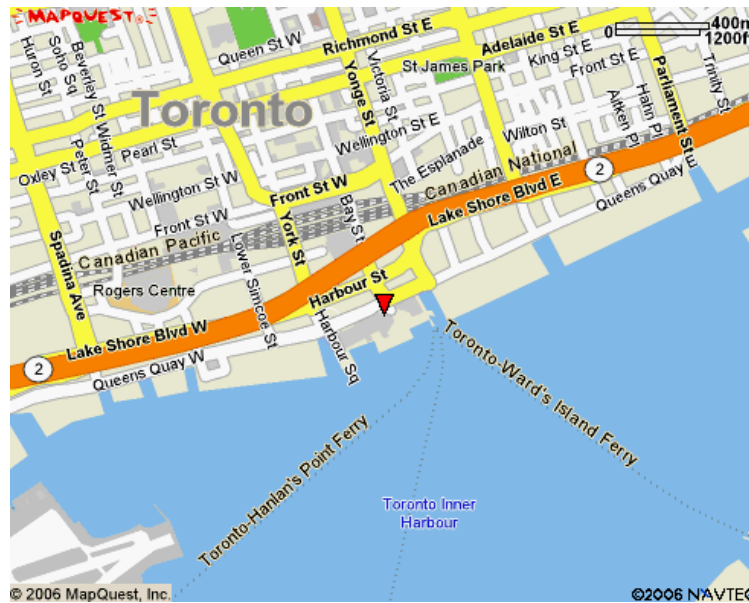 MAPQUEST.
400m
0
1200ft
Queen St W
Richmond St E
Adelaide St E
Huron St
Soho Sq
Beverley St
Widmer St
Victoria St
St James Park
King St E
Front St E
Parliament St
Trinity St
Toronto
Yonge St
Wilton St
Aitken Pl
Pearl St
Wellington St E
The Esplanade
Oxley St
Peter St
Wellington St W
Front St W
Canadian National
2
Queens Quay E
Front St W
Bay St
Lake Shore Blvd E
Canadian Pacific
York St
Lower Simcoe St
Spadina Ave
Rogers Centre
Harbour St
Lake Shore Blvd W
Harbour Sq
2
Queens Quay W
Toronto-Ward's Island Ferry
Toronto-Hanlan's Point Ferry
Toronto Inner
Harbour
© 2006 MapQuest, Inc.
©2006 NAVTEQ